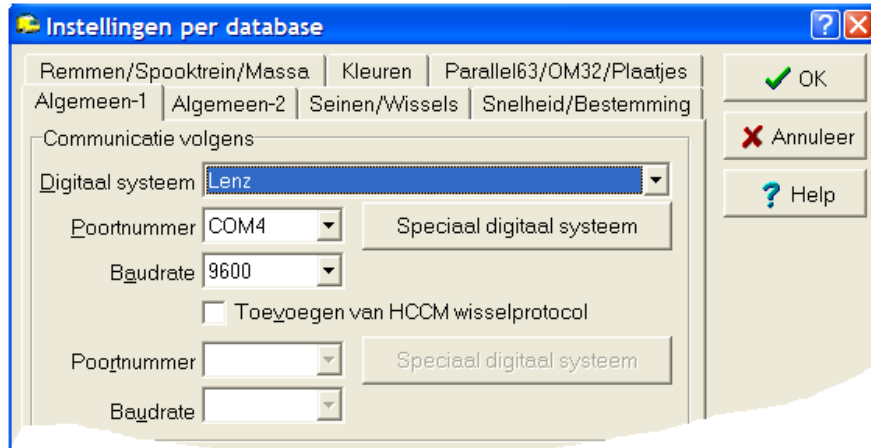 Instellingen per database
Remmen/Spooktrein/Massa Kleuren Parallel63/OM32/Plaatjes
Algemeen-1 Algemeen-2 Seinen/Wissels Snelheid/Bestemming
Communicatie volgens
Digitaal systeem Lenz
Poortnummer COM4 Speciaal digitaal systeem
Baudrate 9600
Toevoegen van HCCM wisselprotocol
Poortnummer Speciaal digitaal systeem
Baudrate
OK
Annuleer
? Help